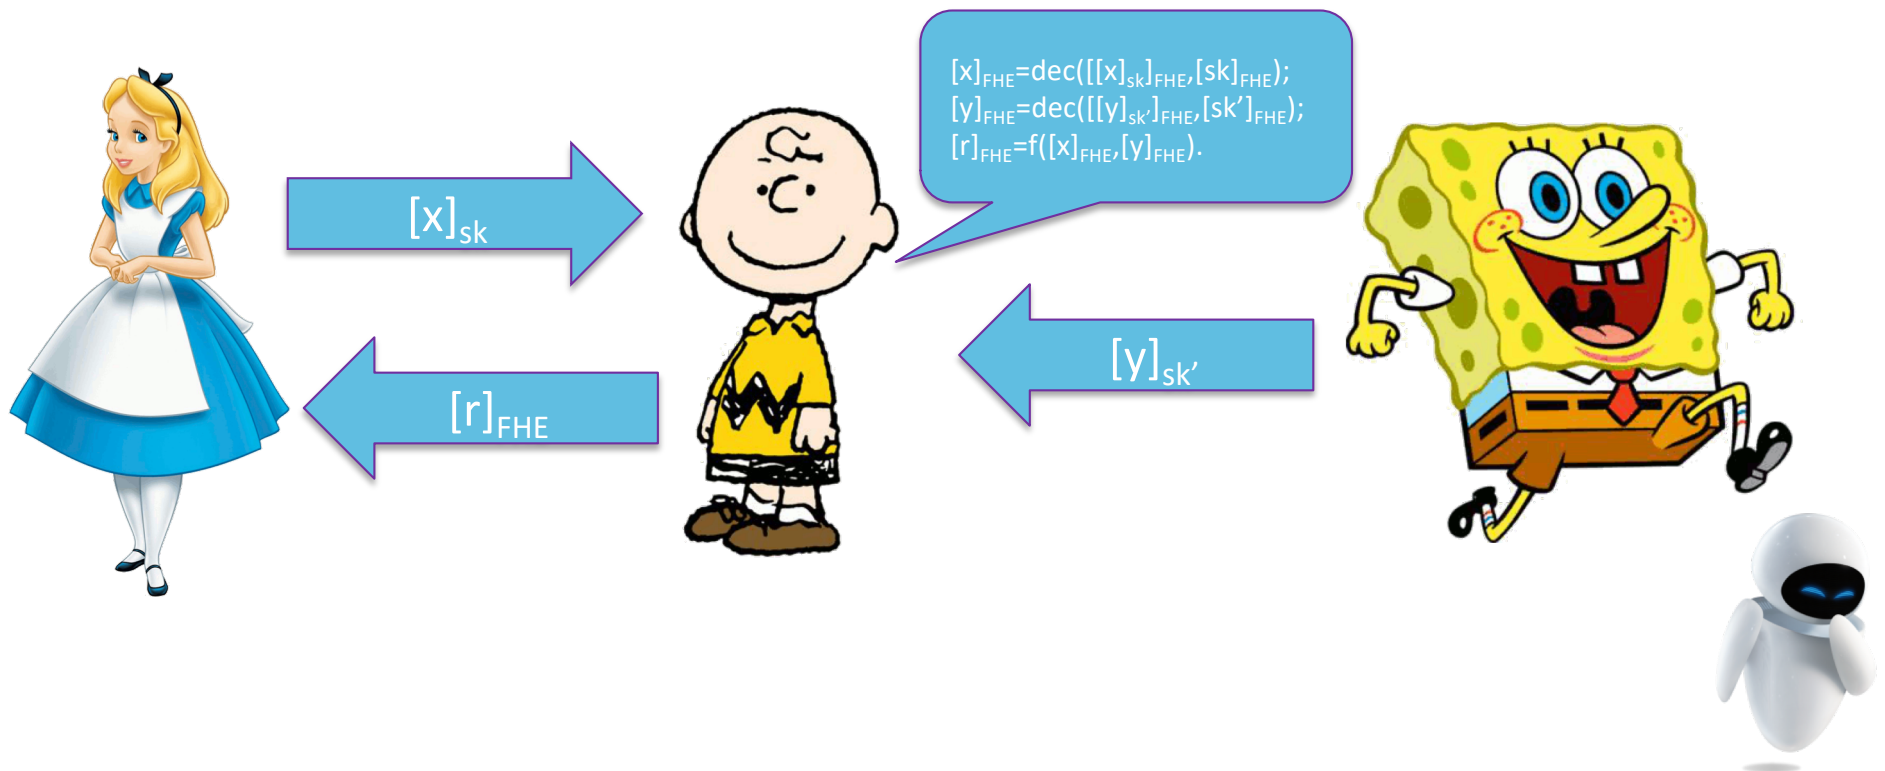 [x]FHE=dec([[x]sk]FHE,[sk]FHE);
[y]FHE=dec([[y]sk’]FHE,[sk’]FHE);
[r]FHE=f([x]FHE,[y]FHE).
[x]sk
[y]sk’
[r]FHE